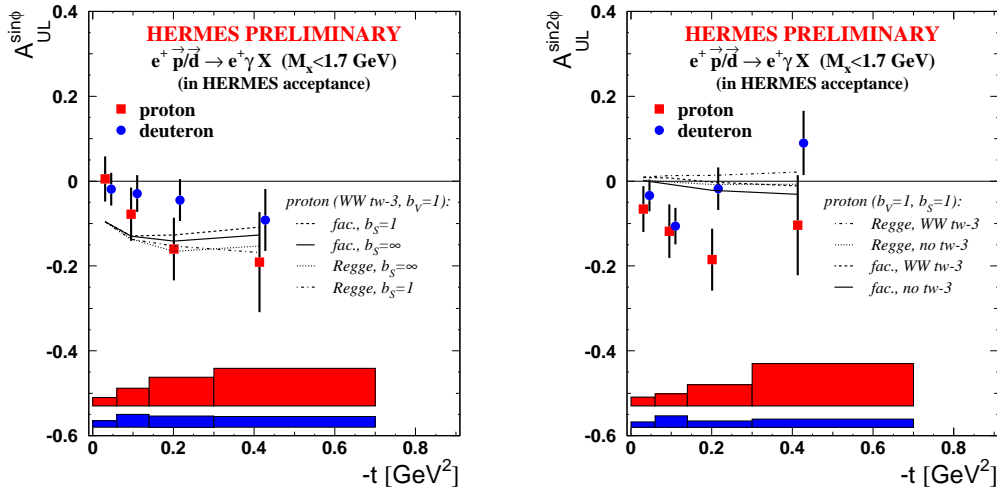 A_UL^sinφ
HERMES PRELIMINARY
e⁺ p⃗/d⃗ → e⁺ γ X (Mₓ<1.7 GeV)
(in HERMES acceptance)
proton
deuteron
proton (WW tw-3, b_V=1):
fac., b_S=1
fac., b_S=∞
Regge, b_S=∞
Regge, b_S=1
0.4
0.2
0
-0.2
-0.4
-0.6
0
0.2
0.4
0.6
0.8
-t [GeV²]
A_UL^sin2φ
HERMES PRELIMINARY
e⁺ p⃗/d⃗ → e⁺ γ X (Mₓ<1.7 GeV)
(in HERMES acceptance)
proton
deuteron
proton (b_V=1, b_S=1):
Regge, WW tw-3
Regge, no tw-3
fac., WW tw-3
fac., no tw-3
0.4
0.2
0
-0.2
-0.4
-0.6
0
0.2
0.4
0.6
0.8
-t [GeV²]